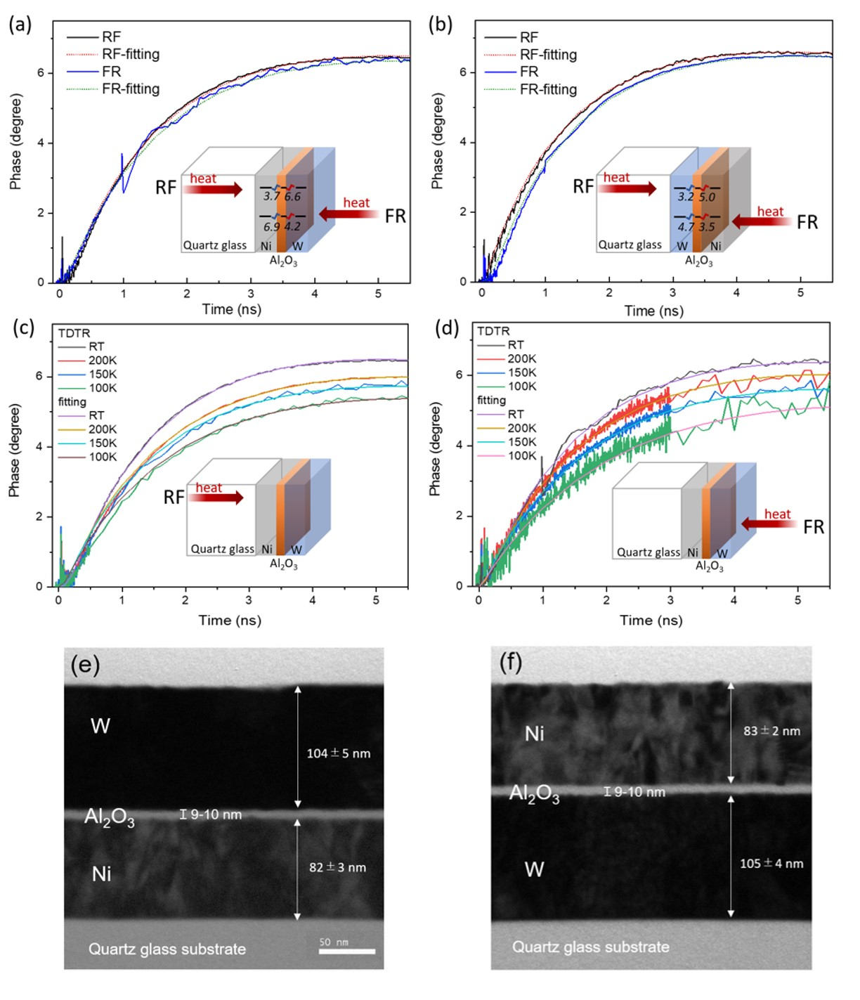 (a)
RF
RF-fitting
FR
FR-fitting
Phase (degree)
6
4
2
0
0 1 2 3 4 5
Time (ns)
RF
heat
3.7 6.6
6.9 4.2
heat
FR
Quartz glass
Ni
W
Al₂O₃
(b)
RF
RF-fitting
FR
FR-fitting
Phase (degree)
6
4
2
0
0 1 2 3 4 5
Time (ns)
RF
heat
3.2 5.0
4.7 3.5
heat
FR
Quartz glass
W
Ni
Al₂O₃
(c)
TDTR
RT
200K
150K
100K
fitting
RT
200K
150K
100K
Phase (degree)
6
4
2
0
0 1 2 3 4 5
Time (ns)
RF
heat
Quartz glass
Ni
W
Al₂O₃
(d)
TDTR
RT
200K
150K
100K
fitting
RT
200K
150K
100K
Phase (degree)
6
4
2
0
0 1 2 3 4 5
Time (ns)
heat
FR
Quartz glass
Ni
W
Al₂O₃
(e)
W
104 ± 5 nm
Al₂O₃
9-10 nm
Ni
82 ± 3 nm
Quartz glass substrate
50 nm
(f)
Ni
83 ± 2 nm
Al₂O₃
9-10 nm
W
105 ± 4 nm
Quartz glass substrate